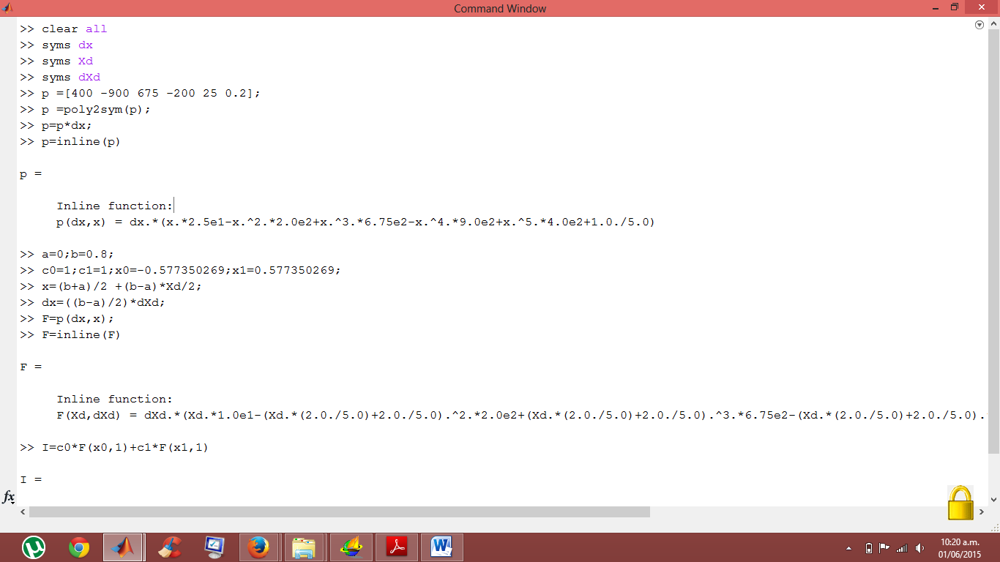 Command Window
>> clear all
>> syms dx
>> syms Xd
>> syms dXd
>> p =[400 -900 675 -200 25 0.2];
>> p =poly2sym(p);
>> p=p*dx;
>> p=inline(p)
p =
Inline function:
p(dx,x) = dx.*(x.*2.5e1-x.^2.*2.0e2+x.^3.*6.75e2-x.^4.*9.0e2+x.^5.*4.0e2+1.0./5.0)
>> a=0;b=0.8;
>> c0=1;c1=1;x0=-0.577350269;x1=0.577350269;
>> x=(b+a)/2 +(b-a)*Xd/2;
>> dx=((b-a)/2)*dXd;
>> F=p(dx,x);
>> F=inline(F)
F =
Inline function:
F(Xd,dXd) = dXd.*(Xd.*1.0e1-(Xd.*(2.0./5.0)+2.0./5.0).^2.*2.0e2+(Xd.*(2.0./5.0)+2.0./5.0).^3.*6.75e2-(Xd.*(2.0./5.0)+2.0./5.0).
>> I=c0*F(x0,1)+c1*F(x1,1)
I =
fx
10:20 a.m.
01/06/2015